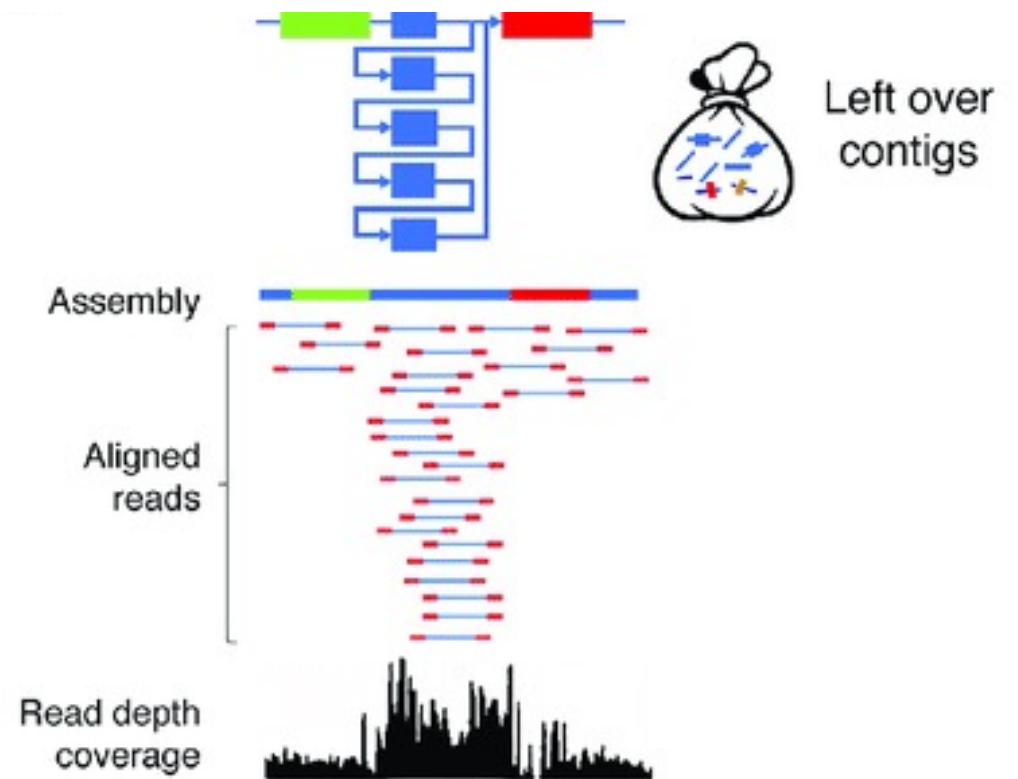 Left over
contigs
Assembly
Aligned
reads
Read depth
coverage